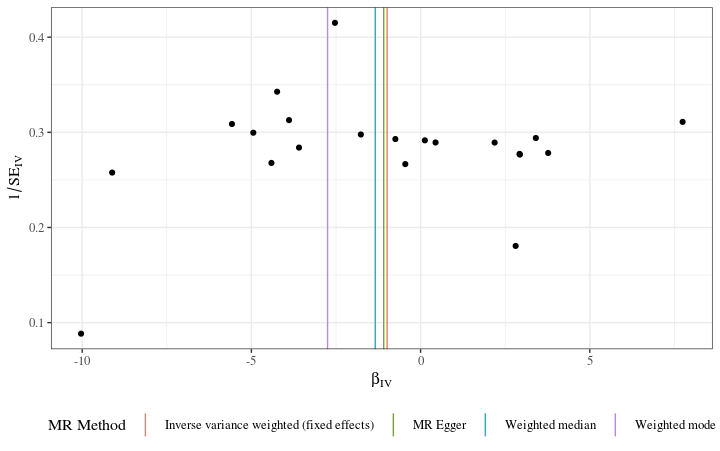 0.4
0.3
0.2
0.1
1/SE_IV
-10 -5 0 5
β_IV
MR Method Inverse variance weighted (fixed effects) MR Egger Weighted median Weighted mode